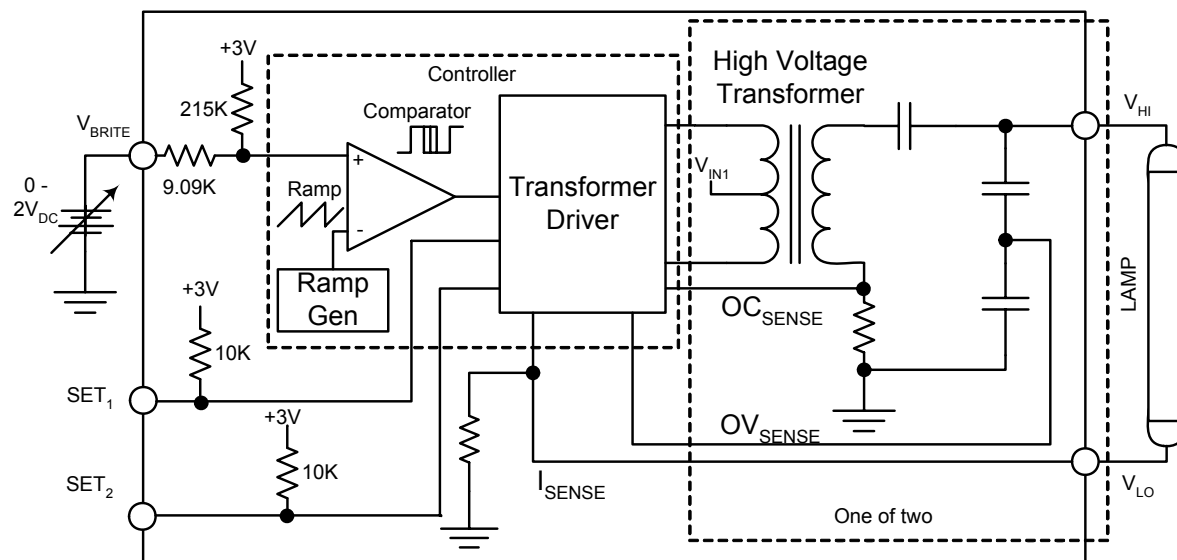 +3V
215K
V_BRITE
9.09K
0 -
2V_DC
Controller
Comparator
+
-
Ramp
Ramp
Gen
Transformer
Driver
High Voltage
Transformer
V_IN1
V_HI
LAMP
V_LO
OC_SENSE
OV_SENSE
I_SENSE
One of two
+3V
10K
SET_1
+3V
10K
SET_2